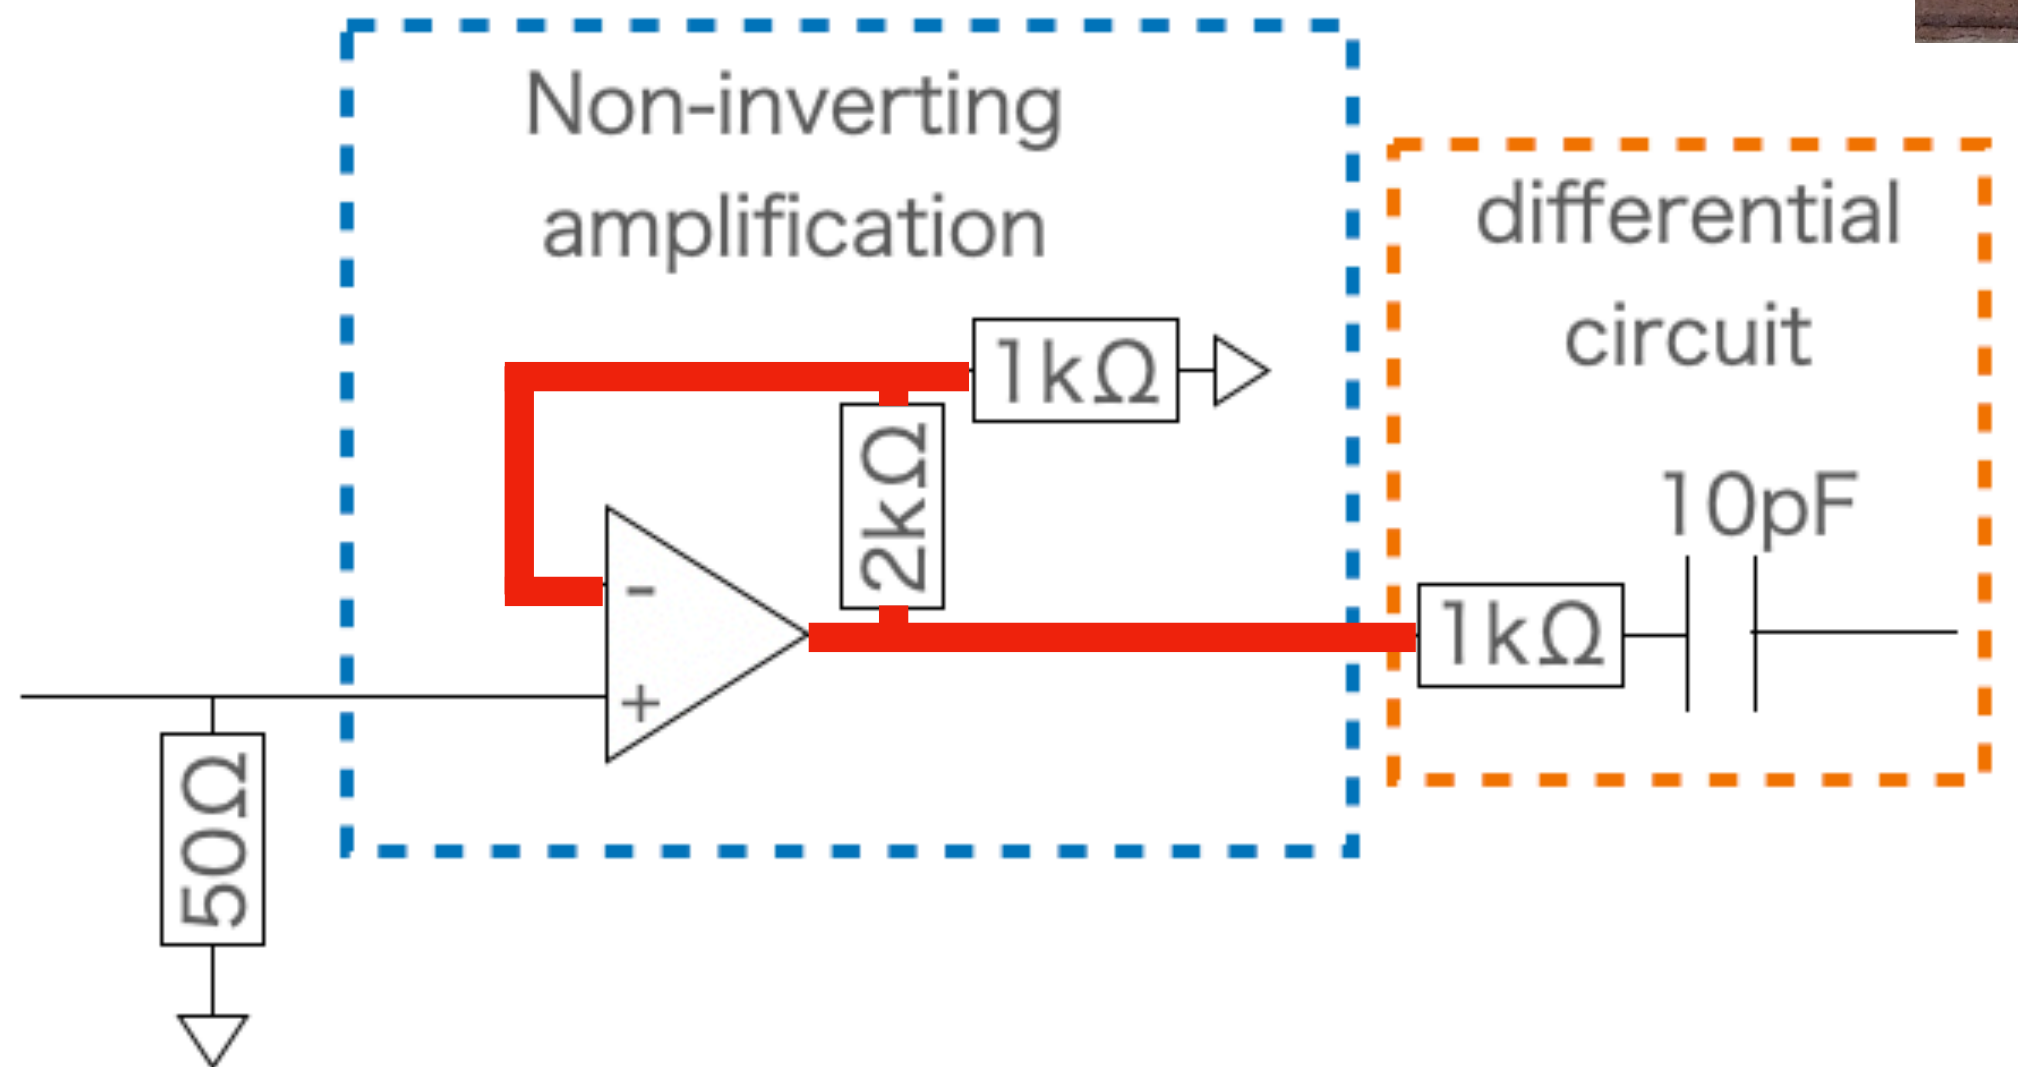 Non-inverting
amplification
differential
circuit
1kΩ
2kΩ
10pF
-
1kΩ
+
50Ω